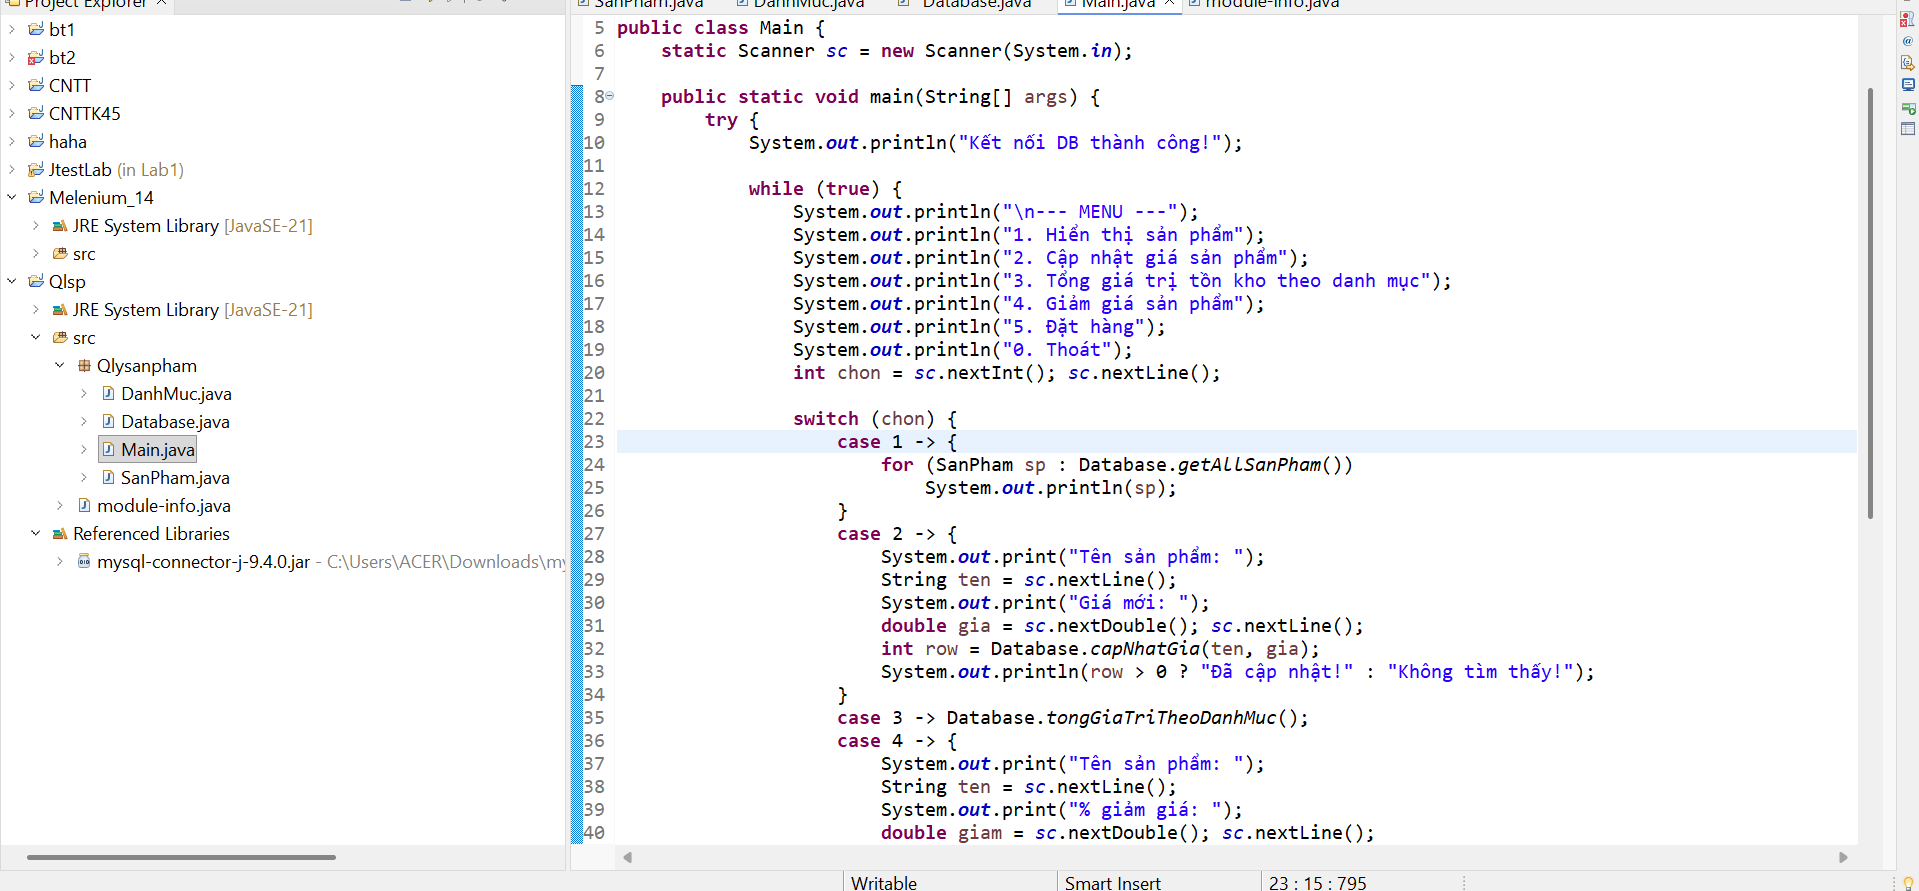 Project Explorer
bt1
bt2
CNTT
CNTTK45
haha
JtestLab (in Lab1)
Melenium_14
JRE System Library [JavaSE-21]
src
Qlsp
JRE System Library [JavaSE-21]
src
Qlysanpham
DanhMuc.java
Database.java
Main.java
SanPham.java
module-info.java
Referenced Libraries
mysql-connector-j-9.4.0.jar - C:\Users\ACER\Downloads\my
SanPham.java DanhMuc.java Database.java Main.java module-info.java
5 public class Main {
6 static Scanner sc = new Scanner(System.in);
7
8 public static void main(String[] args) {
9 try {
10 System.out.println("Kết nối DB thành công!");
11
12 while (true) {
13 System.out.println("\n--- MENU ---");
14 System.out.println("1. Hiển thị sản phẩm");
15 System.out.println("2. Cập nhật giá sản phẩm");
16 System.out.println("3. Tổng giá trị tồn kho theo danh mục");
17 System.out.println("4. Giảm giá sản phẩm");
18 System.out.println("5. Đặt hàng");
19 System.out.println("0. Thoát");
20 int chon = sc.nextInt(); sc.nextLine();
21
22 switch (chon) {
23 case 1 -> {
24 for (SanPham sp : Database.getAllSanPham())
25 System.out.println(sp);
26 }
27 case 2 -> {
28 System.out.print("Tên sản phẩm: ");
29 String ten = sc.nextLine();
30 System.out.print("Giá mới: ");
31 double gia = sc.nextDouble(); sc.nextLine();
32 int row = Database.capNhatGia(ten, gia);
33 System.out.println(row > 0 ? "Đã cập nhật!" : "Không tìm thấy!");
34 }
35 case 3 -> Database.tongGiaTriTheoDanhMuc();
36 case 4 -> {
37 System.out.print("Tên sản phẩm: ");
38 String ten = sc.nextLine();
39 System.out.print("% giảm giá: ");
40 double giam = sc.nextDouble(); sc.nextLine();
Writable Smart Insert 23 : 15 : 795